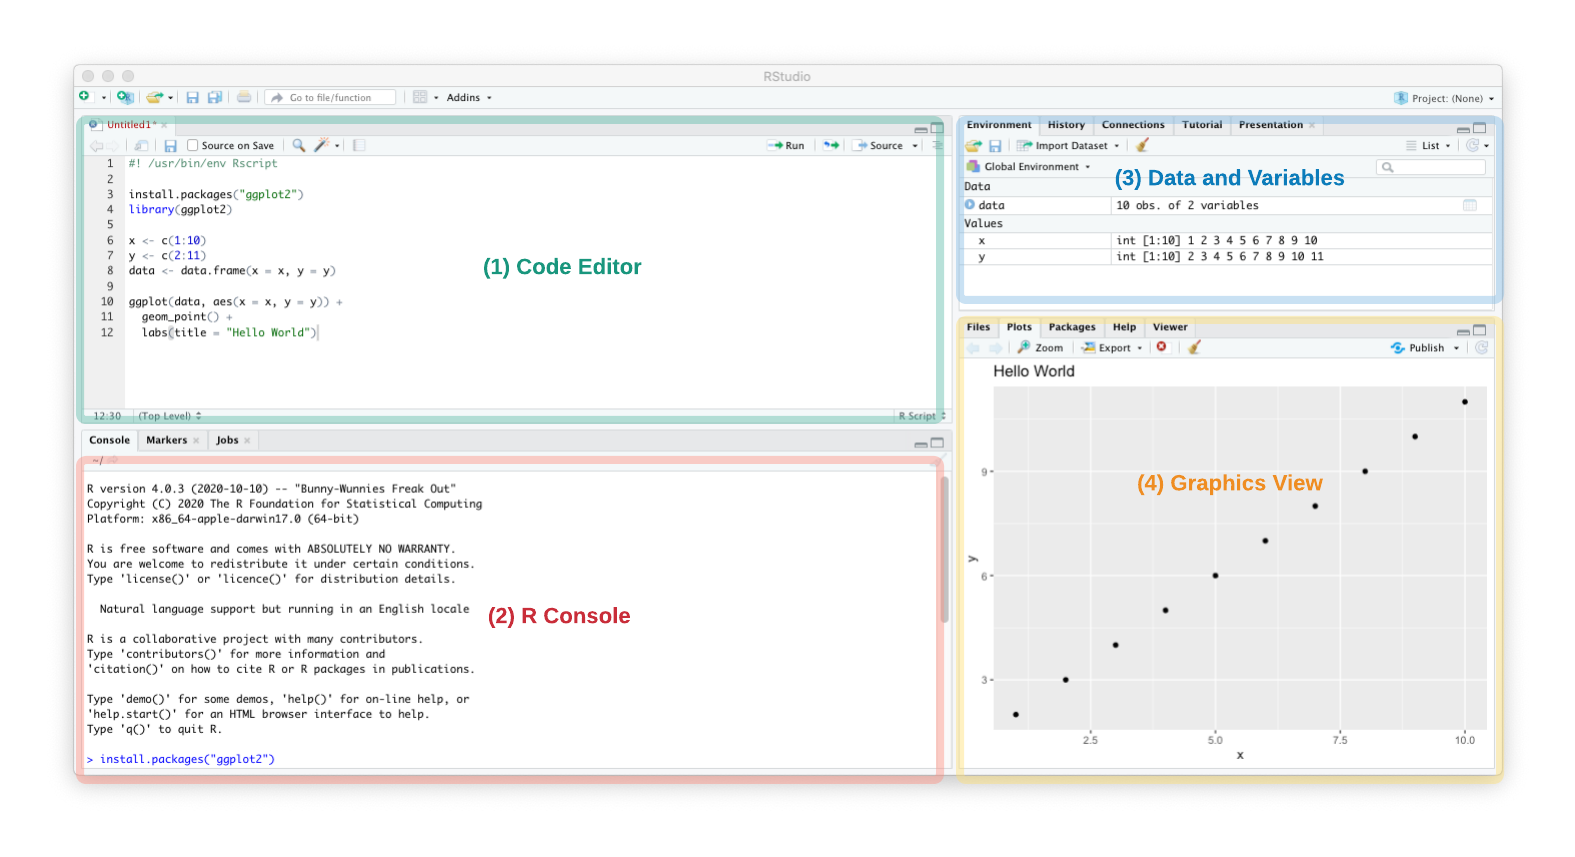 RStudio
Go to file/function
Addins
Project: (None)
Untitled1*
Source on Save
Run
Source
1 #! /usr/bin/env Rscript
2
3 install.packages("ggplot2")
4 library(ggplot2)
5
6 x <- c(1:10)
7 y <- c(2:11)
8 data <- data.frame(x = x, y = y)
9
10 ggplot(data, aes(x = x, y = y)) +
11 geom_point() +
12 labs(title = "Hello World")
(1) Code Editor
12:30 (Top Level) R Script
Console Markers Jobs
~/
R version 4.0.3 (2020-10-10) -- "Bunny-Wunnies Freak Out"
Copyright (C) 2020 The R Foundation for Statistical Computing
Platform: x86_64-apple-darwin17.0 (64-bit)
R is free software and comes with ABSOLUTELY NO WARRANTY.
You are welcome to redistribute it under certain conditions.
Type 'license()' or 'licence()' for distribution details.
Natural language support but running in an English locale
(2) R Console
R is a collaborative project with many contributors.
Type 'contributors()' for more information and
'citation()' on how to cite R or R packages in publications.
Type 'demo()' for some demos, 'help()' for on-line help, or
'help.start()' for an HTML browser interface to help.
Type 'q()' to quit R.
> install.packages("ggplot2")
Environment History Connections Tutorial Presentation
Import Dataset List
Global Environment
(3) Data and Variables
Data
data 10 obs. of 2 variables
Values
x int [1:10] 1 2 3 4 5 6 7 8 9 10
y int [1:10] 2 3 4 5 6 7 8 9 10 11
Files Plots Packages Help Viewer
Zoom Export Publish
Hello World
(4) Graphics View
9
6
3
y
2.5 5.0 7.5 10.0
x